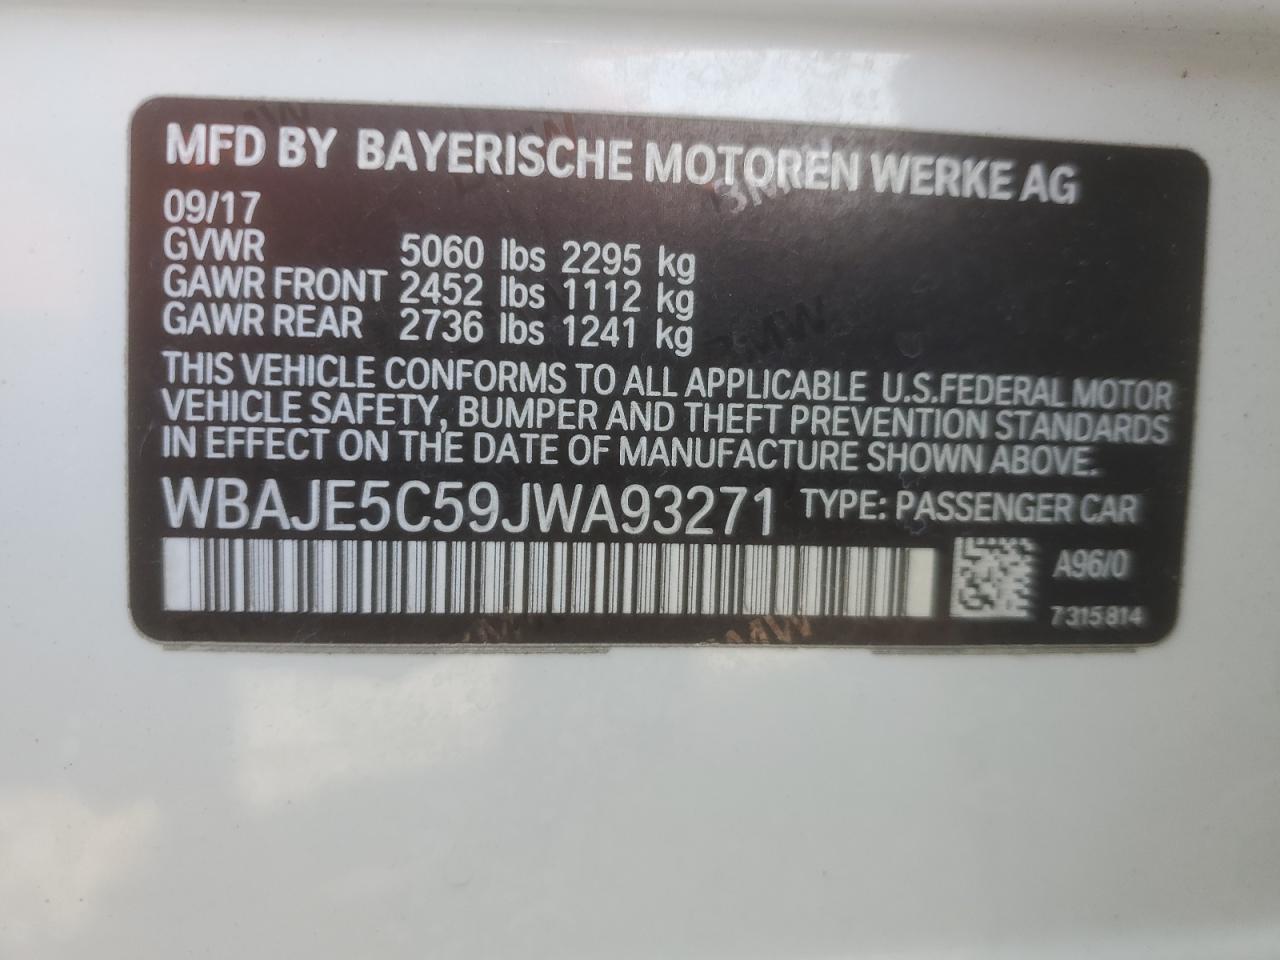 MFD BY BAYERISCHE MOTOREN WERKE AG
09/17
GVWR 5060 lbs 2295 kg
GAWR FRONT 2452 lbs 1112 kg
GAWR REAR 2736 lbs 1241 kg
THIS VEHICLE CONFORMS TO ALL APPLICABLE U.S.FEDERAL MOTOR
VEHICLE SAFETY, BUMPER AND THEFT PREVENTION STANDARDS
IN EFFECT ON THE DATE OF MANUFACTURE SHOWN ABOVE.
WBAJE5C59JWA93271 TYPE: PASSENGER CAR
A96/0
7315814